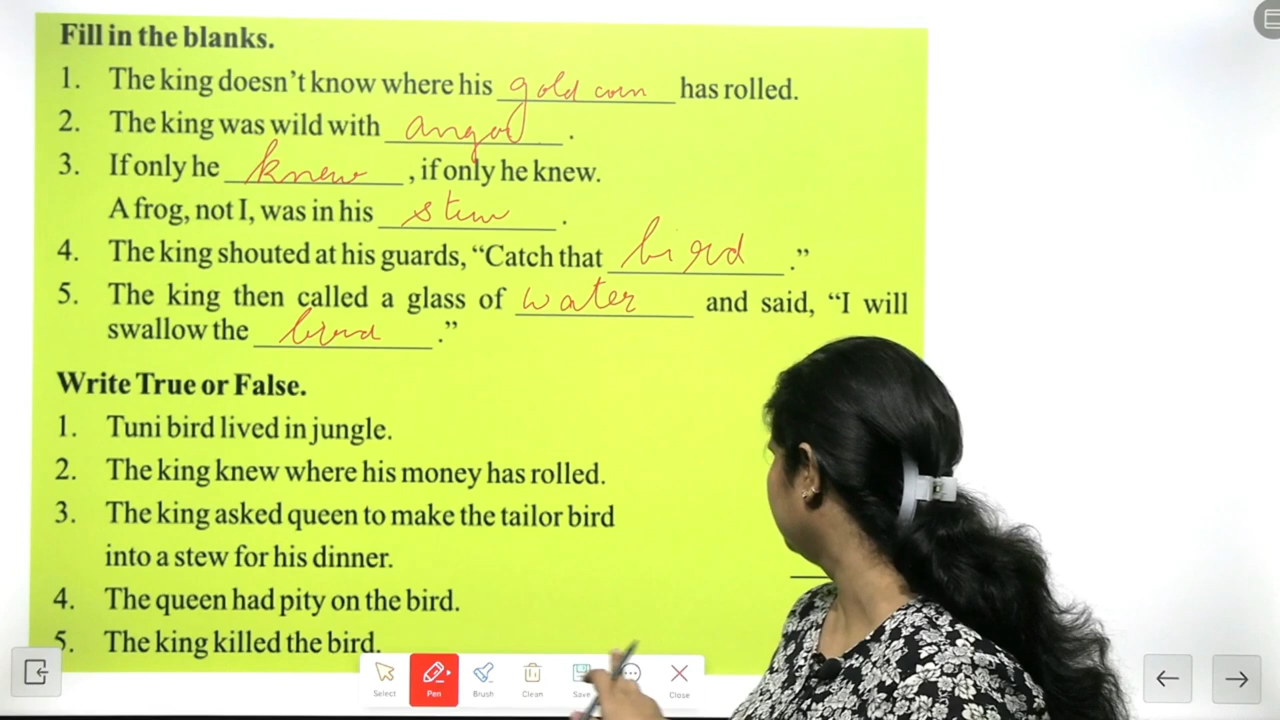 Fill in the blanks.
1. The king doesn't know where his gold coin has rolled.
2. The king was wild with anger.
3. If only he knew, if only he knew.
A frog, not I, was in his stew.
4. The king shouted at his guards, “Catch that bird.”
5. The king then called a glass of water and said, “I will
swallow the bird.”
Write True or False.
1. Tuni bird lived in jungle.
2. The king knew where his money has rolled.
3. The king asked queen to make the tailor bird
into a stew for his dinner.
4. The queen had pity on the bird.
5. The king killed the bird.
Select Pen Brush Clean Save Close